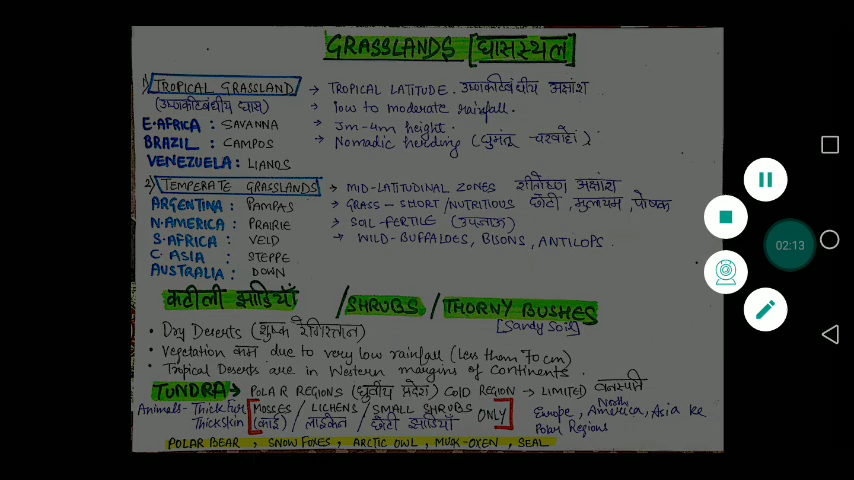 GRASSLANDS [घासस्थल]
1) TROPICAL GRASSLAND
(उष्णकटिबंधीय घास)
E.AFRICA : SAVANNA
BRAZIL : CAMPOS
VENEZUELA : LIANOS
→ TROPICAL LATITUDE. उष्णकटिबंधीय अक्षांश
→ low to moderate rainfall.
→ 3m-4m height.
→ Nomadic herding (घुमंतू चरवाहा)
2) TEMPERATE GRASSLANDS
ARGENTINA : PAMPAS
N.AMERICA : PRAIRIE
S.AFRICA : VELD
C.ASIA : STEPPE
AUSTRALIA : DOWN
→ MID-LATITUDINAL ZONES शीतोष्ण अक्षांश
→ GRASS - SHORT/NUTRITIOUS छोटी, मुलायम, पोषक
→ SOIL-FERTILE (उपजाऊ)
→ WILD-BUFFALOES, BISONS, ANTILOPS.
कटीली झाड़ियाँ / SHRUBS / THORNY BUSHES
[Sandy Soil]
• Dry Deserts (शुष्क रेगिस्तान)
• Vegetation कम due to very low rainfall (less them 70 cm)
• Tropical Deserts are in Western margins of Continents.
TUNDRA → POLAR REGIONS (ध्रुवीय प्रदेश) COLD REGION → LIMITED वनस्पति
Animals - Thick Fur
Thick Skin
[MOSSES / LICHENS / SMALL SHRUBS ONLY]
(काई) / लाइकेन / छोटी झाड़ियाँ
North
Europe, America, Asia ke
Polar Regions
POLAR BEAR, SNOW FOXES, ARCTIC OWL, MUSK-OXEN, SEAL
02:13